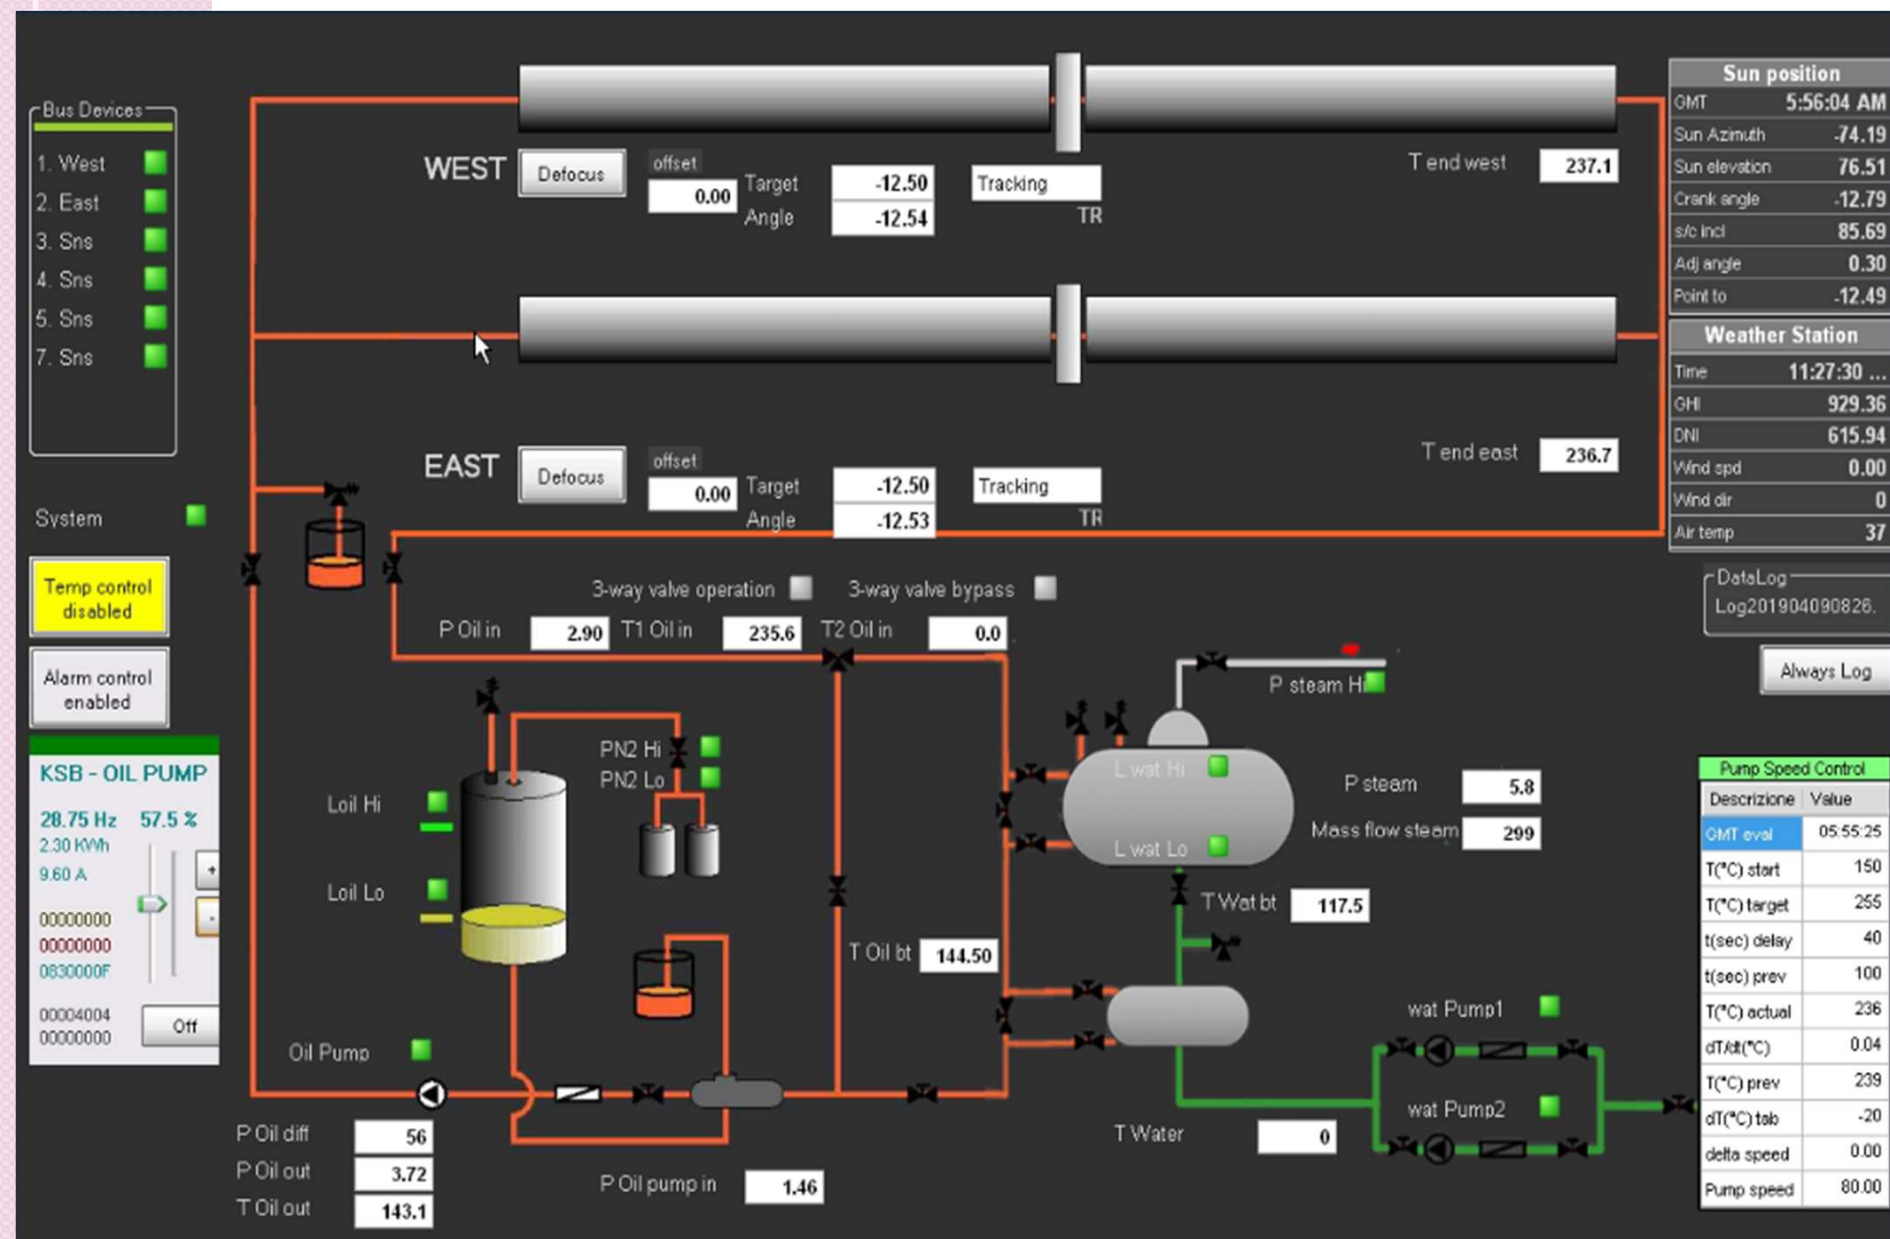 Bus Devices
1. West
2. East
3. Sns
4. Sns
5. Sns
7. Sns
System
Temp control
disabled
Alarm control
enabled
KSB - OIL PUMP
28.75 Hz 57.5 %
2.30 KWh
9.60 A
+
-
00000000
00000000
0830000F
00004004
00000000
Off
WEST
Defocus
offset
0.00
Target -12.50
Angle -12.54
Tracking
TR
T end west 237.1
EAST
Defocus
offset
0.00
Target -12.50
Angle -12.53
Tracking
TR
T end east 236.7
3-way valve operation
3-way valve bypass
P Oil in 2.90 T1 Oil in 235.6 T2 Oil in 0.0
PN2 Hi
PN2 Lo
Loil Hi
Loil Lo
Oil Pump
P Oil diff 56
P Oil out 3.72
T Oil out 143.1
P Oil pump in 1.46
T Oil bt 144.50
P steam Hi
L wat Hi
L wat Lo
P steam 5.8
Mass flow steam 299
T Wat bt 117.5
wat Pump1
wat Pump2
T Water 0
Sun position
GMT 5:56:04 AM
Sun Azimuth -74.19
Sun elevation 76.51
Crank angle -12.79
s/c incl 85.69
Adj angle 0.30
Point to -12.49
Weather Station
Time 11:27:30 ...
GHI 929.36
DNI 615.94
Wind spd 0.00
Wind dir 0
Air temp 37
DataLog
Log201904090826.
Always Log
Pump Speed Control
Descrizione Value
GMT eval 05:55:25
T(°C) start 150
T(°C) target 255
t(sec) delay 40
t(sec) prev 100
T(°C) actual 236
dT/dt(°C) 0.04
T(°C) prev 239
dT(°C) tab -20
delta speed 0.00
Pump speed 80.00